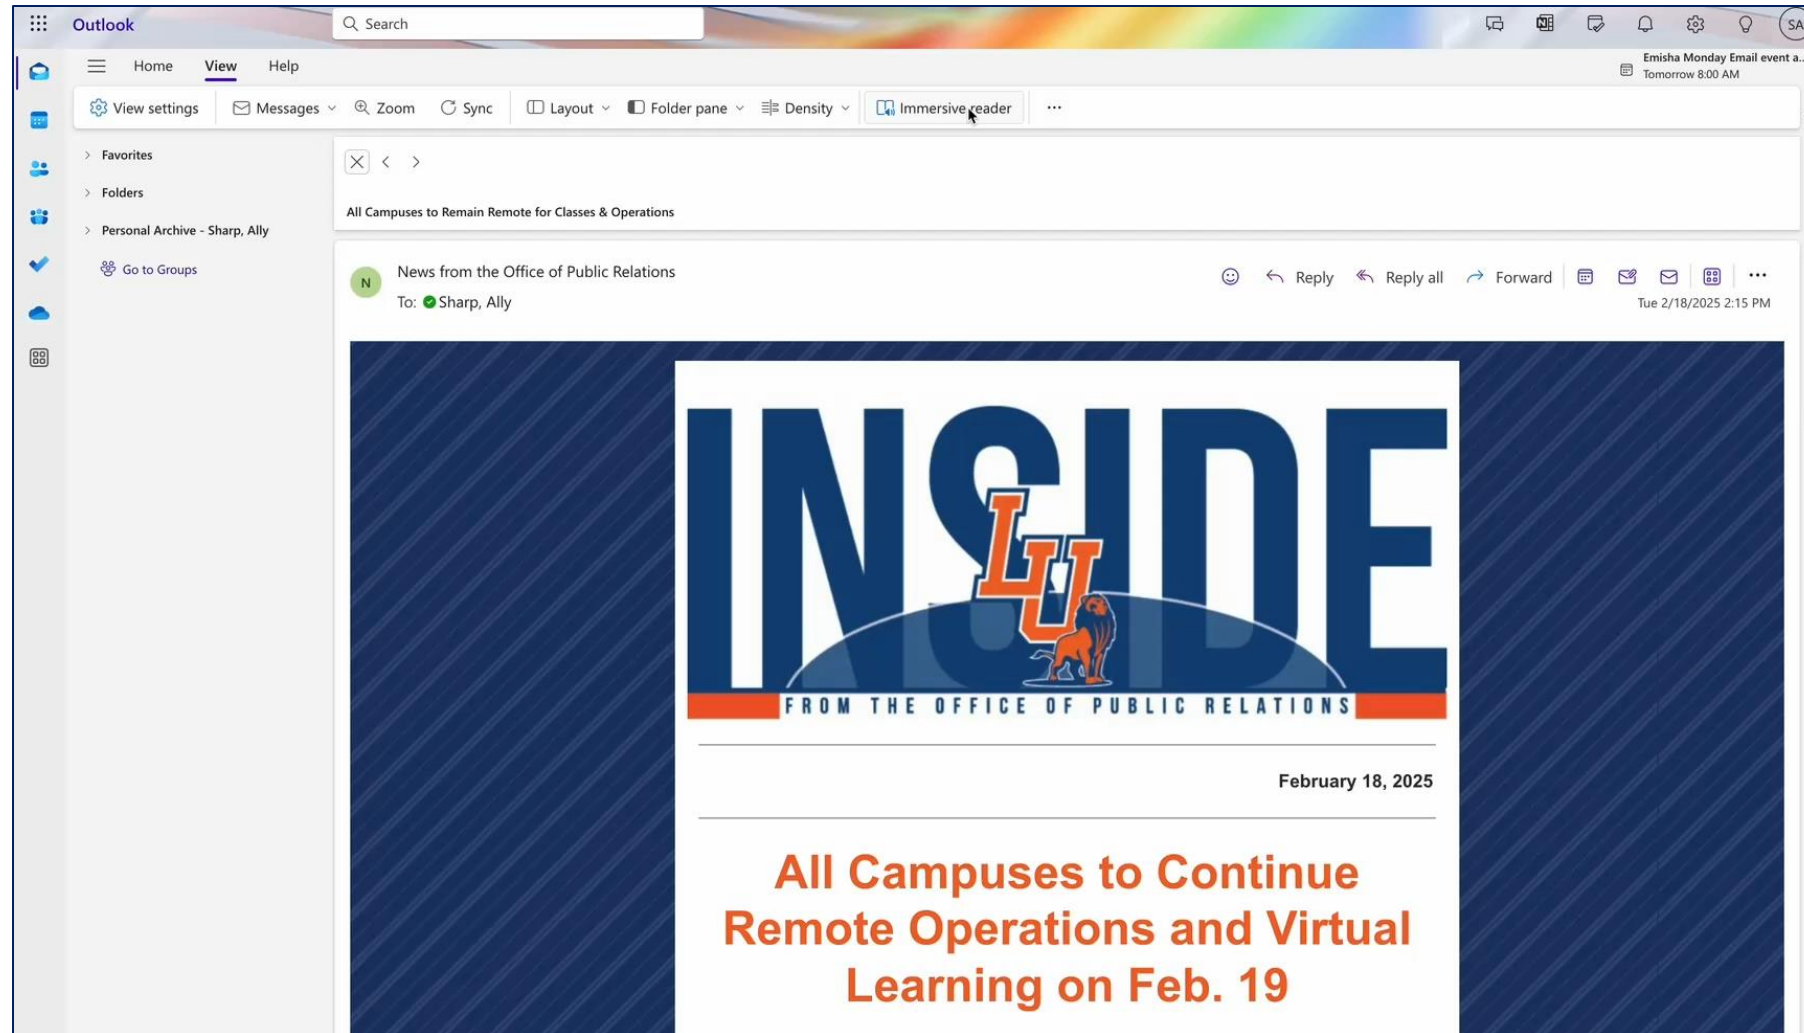 Outlook
Search
SA
Home View Help
Emisha Monday Email event a...
Tomorrow 8:00 AM
View settings Messages Zoom Sync Layout Folder pane Density Immersive reader
Favorites
Folders
Personal Archive - Sharp, Ally
Go to Groups
All Campuses to Remain Remote for Classes & Operations
N
News from the Office of Public Relations
To: Sharp, Ally
Reply Reply all Forward
Tue 2/18/2025 2:15 PM
INSIDE
LU
FROM THE OFFICE OF PUBLIC RELATIONS
February 18, 2025
All Campuses to Continue
Remote Operations and Virtual
Learning on Feb. 19